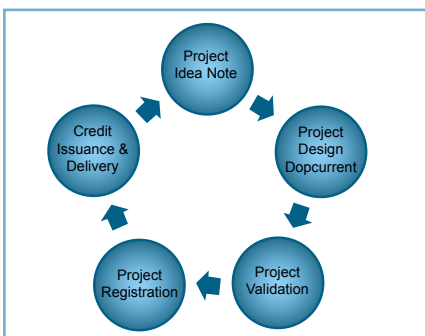 Project
Idea Note
Project
Design
Dopcurrent
Project
Validation
Project
Registration
Credit
Issuance &
Delivery